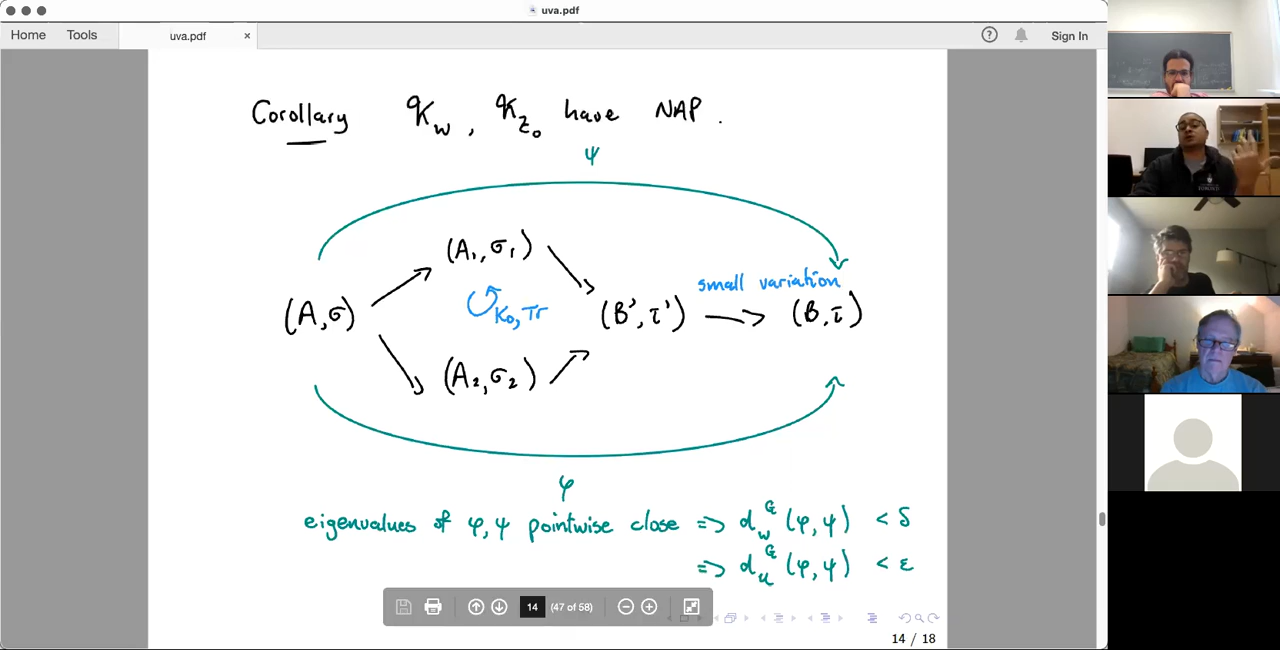 uva.pdf
Home Tools uva.pdf × Sign In
Corollary 𝒦_w, 𝒦_{Z_0} have NAP.
ψ
(A₁, σ₁)
small variation
(A, σ) K₀, Tr (B', τ') (B, τ)
(A₂, σ₂)
φ
eigenvalues of φ, ψ pointwise close ⇒ d_w^G (φ, ψ) < δ
⇒ d_u^G (φ, ψ) < ε
14 (47 of 58)
14 / 18